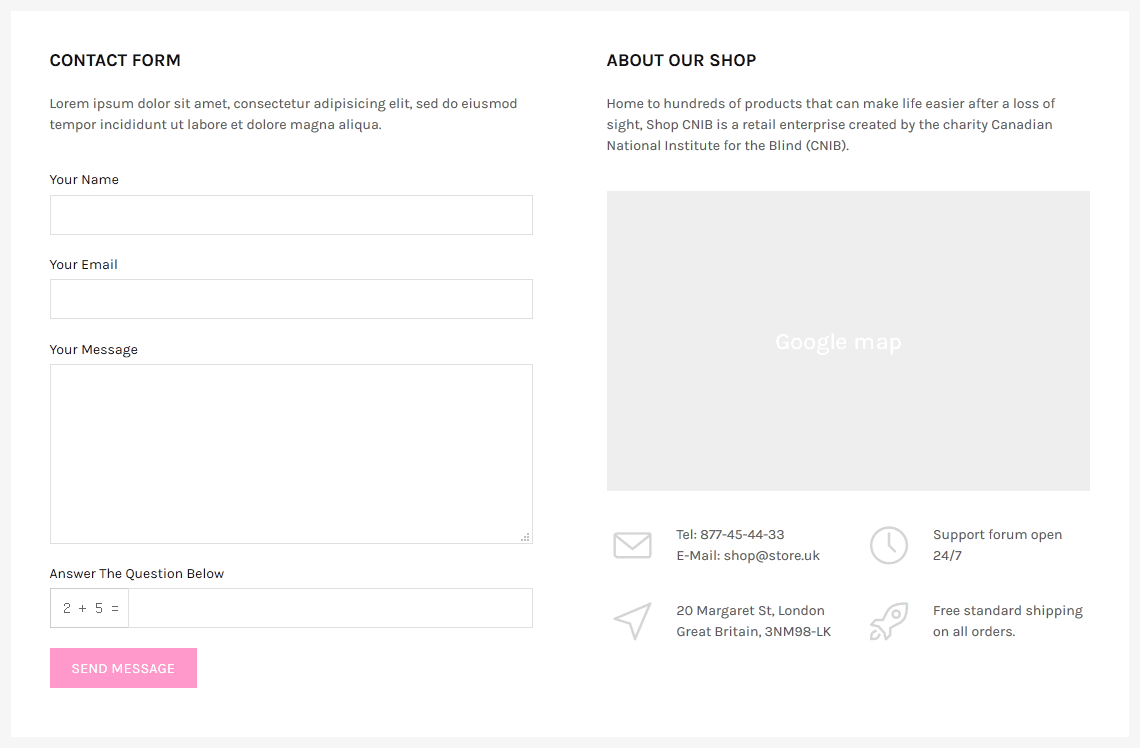 CONTACT FORM
Lorem ipsum dolor sit amet, consectetur adipisicing elit, sed do eiusmod
tempor incididunt ut labore et dolore magna aliqua.
Your Name
Your Email
Your Message
Answer The Question Below
2 + 5 =
SEND MESSAGE
ABOUT OUR SHOP
Home to hundreds of products that can make life easier after a loss of
sight, Shop CNIB is a retail enterprise created by the charity Canadian
National Institute for the Blind (CNIB).
Google map
Tel: 877-45-44-33
E-Mail: shop@store.uk
Support forum open
24/7
20 Margaret St, London
Great Britain, 3NM98-LK
Free standard shipping
on all orders.